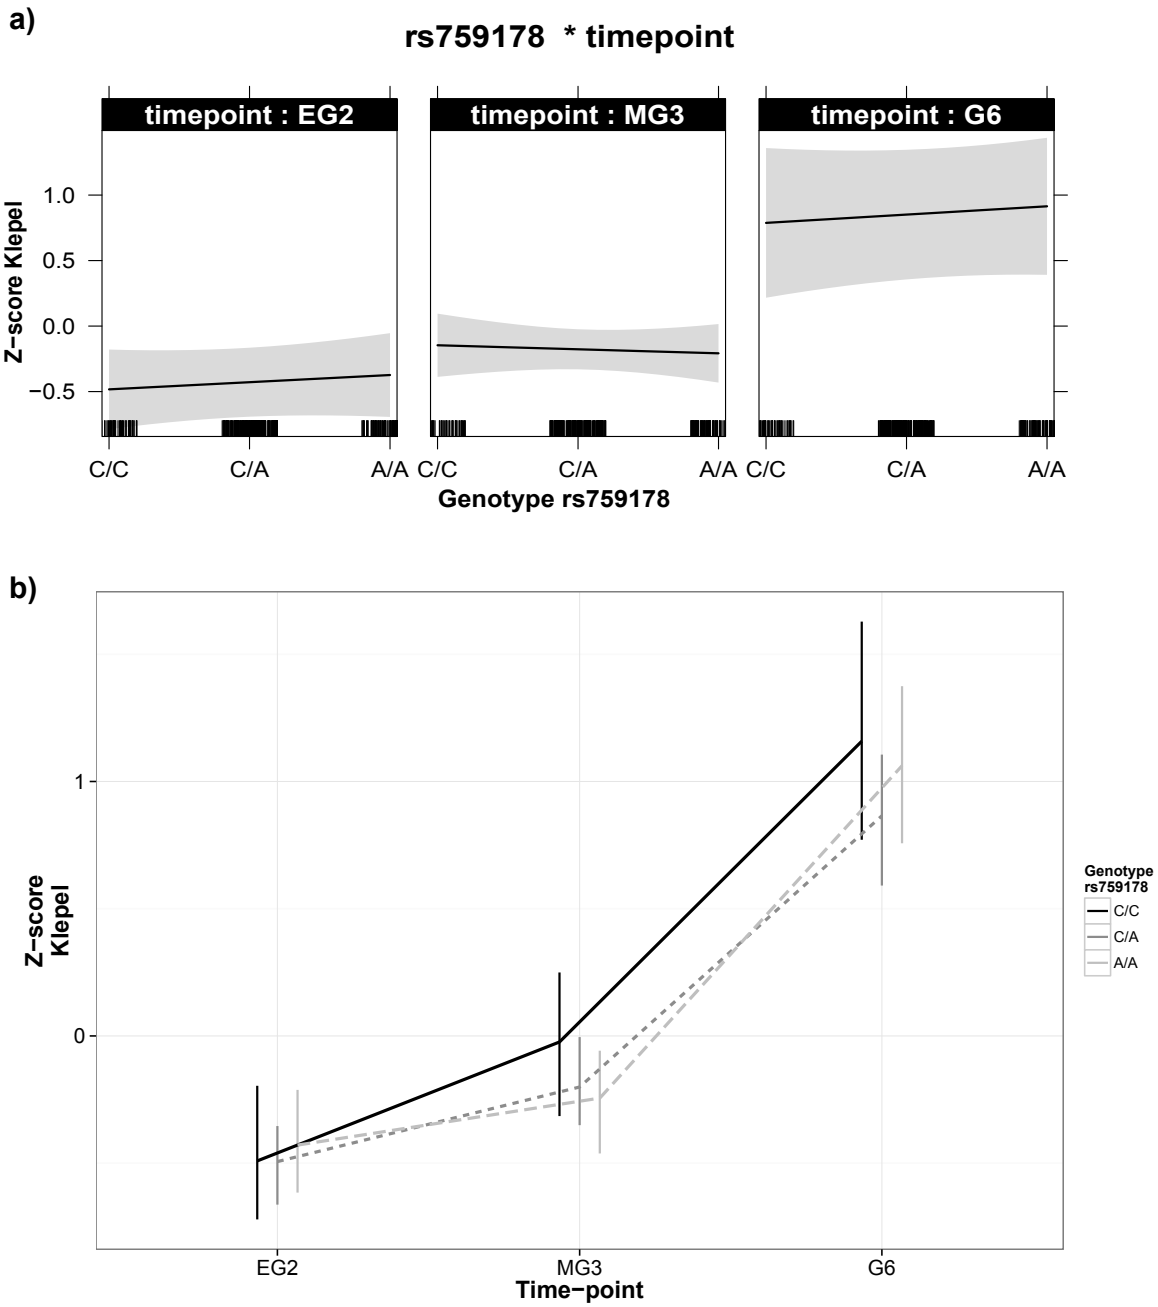 a)
rs759178 * timepoint
timepoint : EG2
timepoint : MG3
timepoint : G6
Z−score Klepel
1.0
0.5
0.0
−0.5
C/C C/A A/A
C/C C/A A/A
C/C C/A A/A
Genotype rs759178
b)
Z−score
Klepel
1
0
EG2 MG3 G6
Time−point
Genotype
rs759178
C/C
C/A
A/A